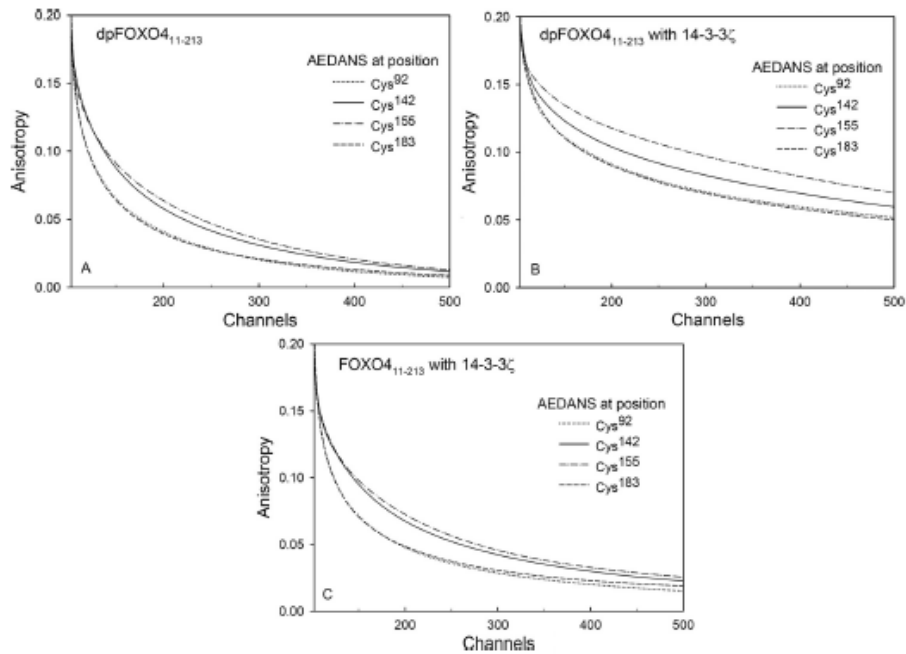 dpFOXO4₁₁₋₂₁₃
AEDANS at position
Cys⁹²
Cys¹⁴²
Cys¹⁵⁵
Cys¹⁸³
Anisotropy
0.20
0.15
0.10
0.05
0.00
A
200
300
400
500
Channels
dpFOXO4₁₁₋₂₁₃ with 14-3-3ζ
AEDANS at position
Cys⁹²
Cys¹⁴²
Cys¹⁵⁵
Cys¹⁸³
Anisotropy
0.20
0.15
0.10
0.05
0.00
B
200
300
400
500
Channels
FOXO4₁₁₋₂₁₃ with 14-3-3ζ
AEDANS at position
Cys⁹²
Cys¹⁴²
Cys¹⁵⁵
Cys¹⁸³
Anisotropy
0.20
0.15
0.10
0.05
0.00
C
200
300
400
500
Channels